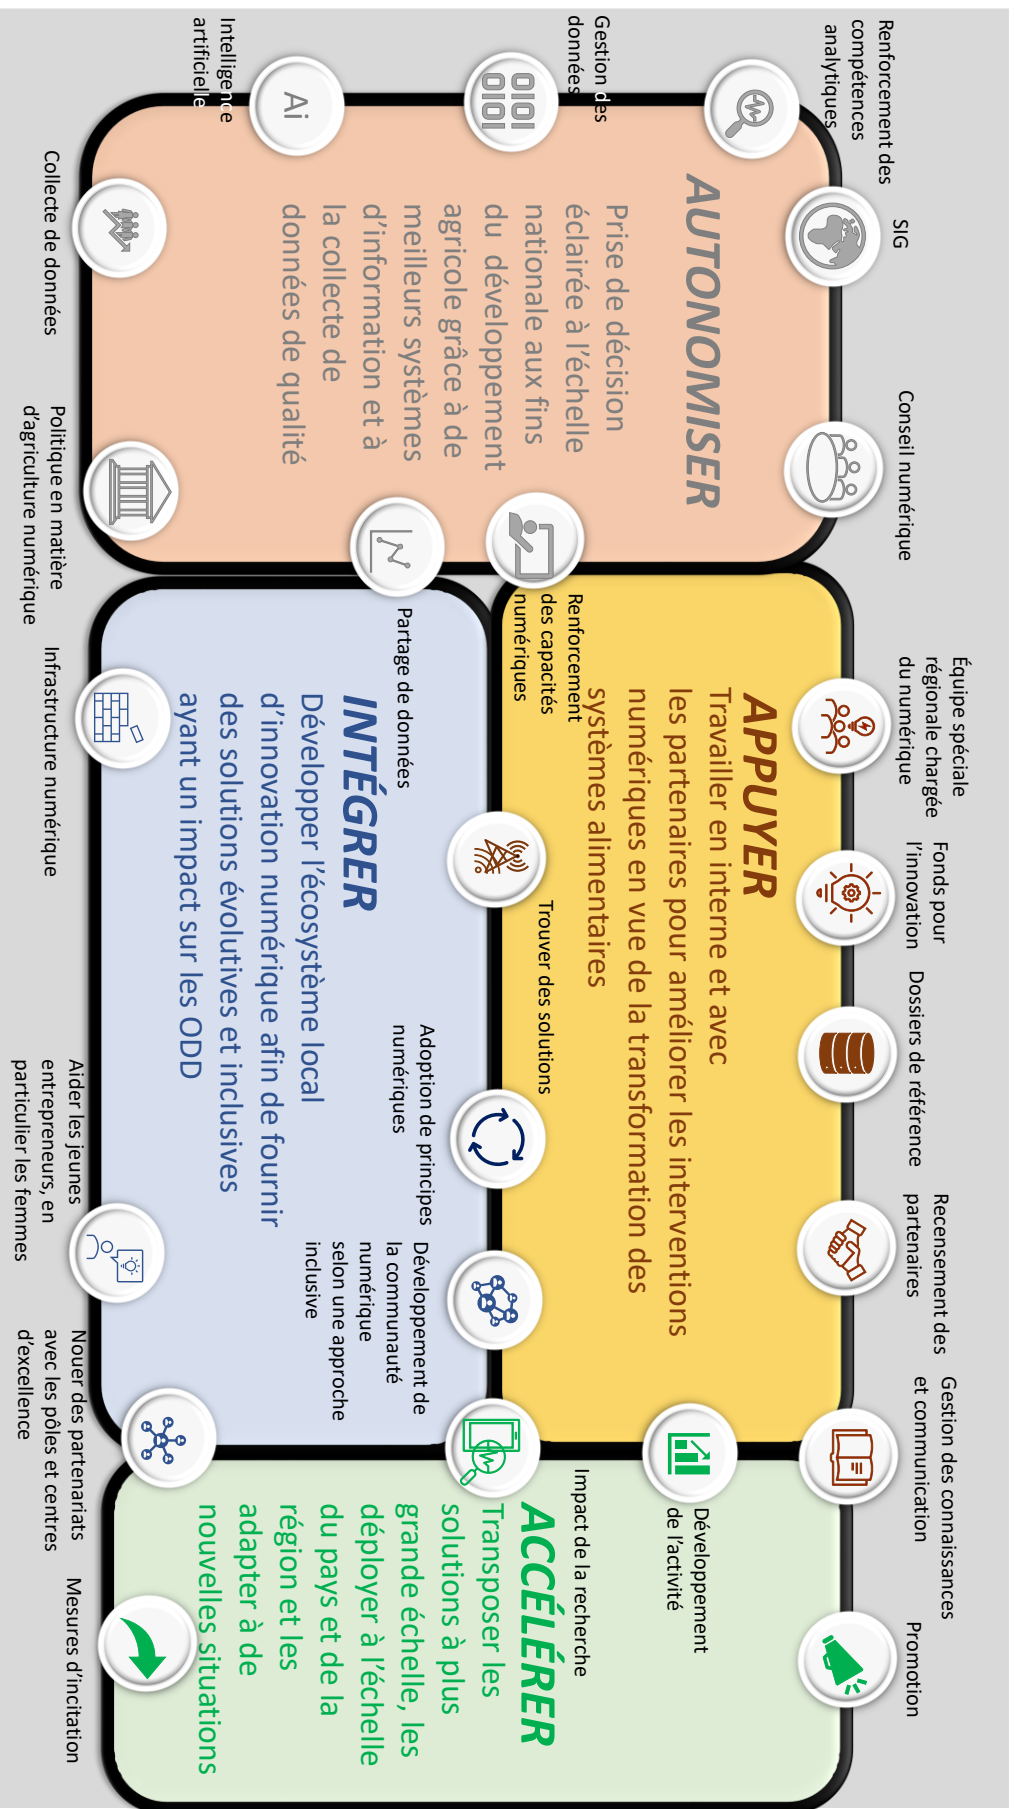 Renforcement des
compétences
analytiques
SIG
Conseil numérique
Équipe spéciale
régionale chargée
du numérique
Fonds pour
l'innovation
Dossiers de référence
Recensement des
partenaires
Gestion des connaissances
et communication
Promotion
Gestion des
données
Intelligence
artificielle
Ai
0101
0101
AUTONOMISER
Prise de décision
éclairée à l'échelle
nationale aux fins
du développement
agricole grâce à de
meilleurs systèmes
d'information et à
la collecte de
données de qualité
Renforcement
des capacités
numériques
Partage de données
APPUYER
Travailler en interne et avec
les partenaires pour améliorer les interventions
numériques en vue de la transformation des
systèmes alimentaires
Trouver des solutions
Adoption de principes
numériques
Développement de
la communauté
numérique
selon une approche
inclusive
INTÉGRER
Développer l'écosystème local
d'innovation numérique afin de fournir
des solutions évolutives et inclusives
ayant un impact sur les ODD
Développement
de l'activité
Impact de la recherche
ACCÉLÉRER
Transposer les
solutions à plus
grande échelle, les
déployer à l'échelle
du pays et de la
région et les
adapter à de
nouvelles situations
Collecte de données
Politique en matière
d'agriculture numérique
Infrastructure numérique
Aider les jeunes
entrepreneurs, en
particulier les femmes
Nouer des partenariats
avec les pôles et centres
d'excellence
Mesures d'incitation